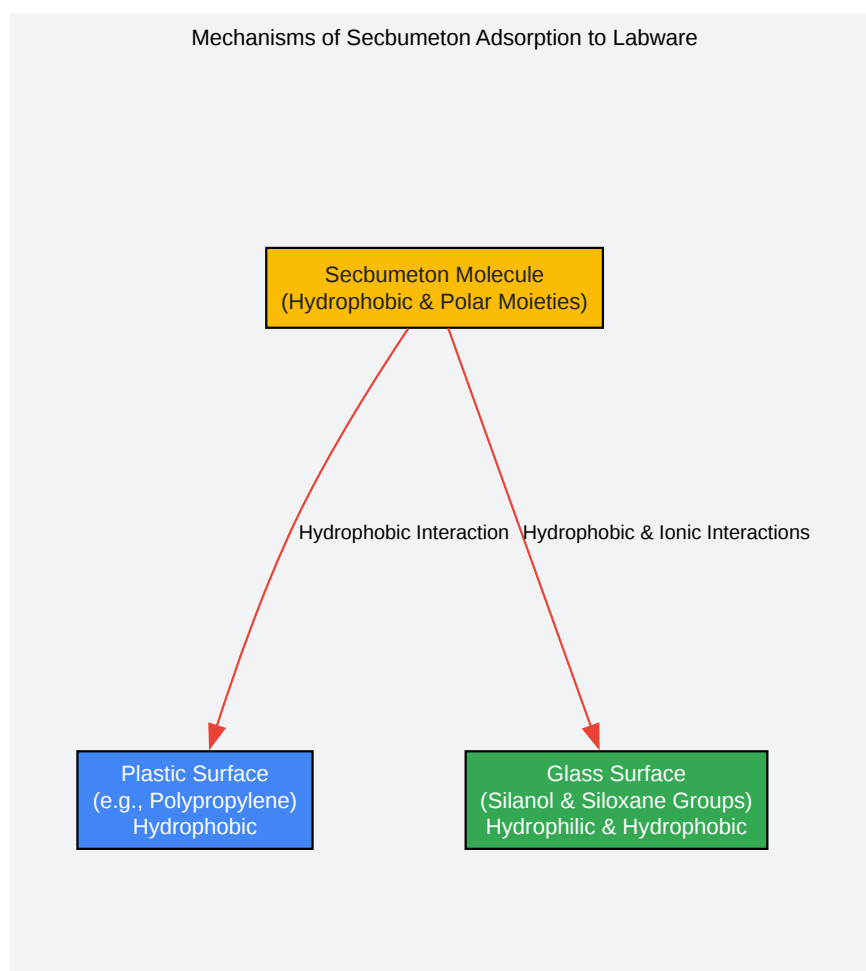 Mechanisms of Secbumeton Adsorption to Labware
Secbumeton Molecule
(Hydrophobic & Polar Moieties)
Hydrophobic Interaction
Hydrophobic & Ionic Interactions
Plastic Surface
(e.g., Polypropylene)
Hydrophobic
Glass Surface
(Silanol & Siloxane Groups)
Hydrophilic & Hydrophobic